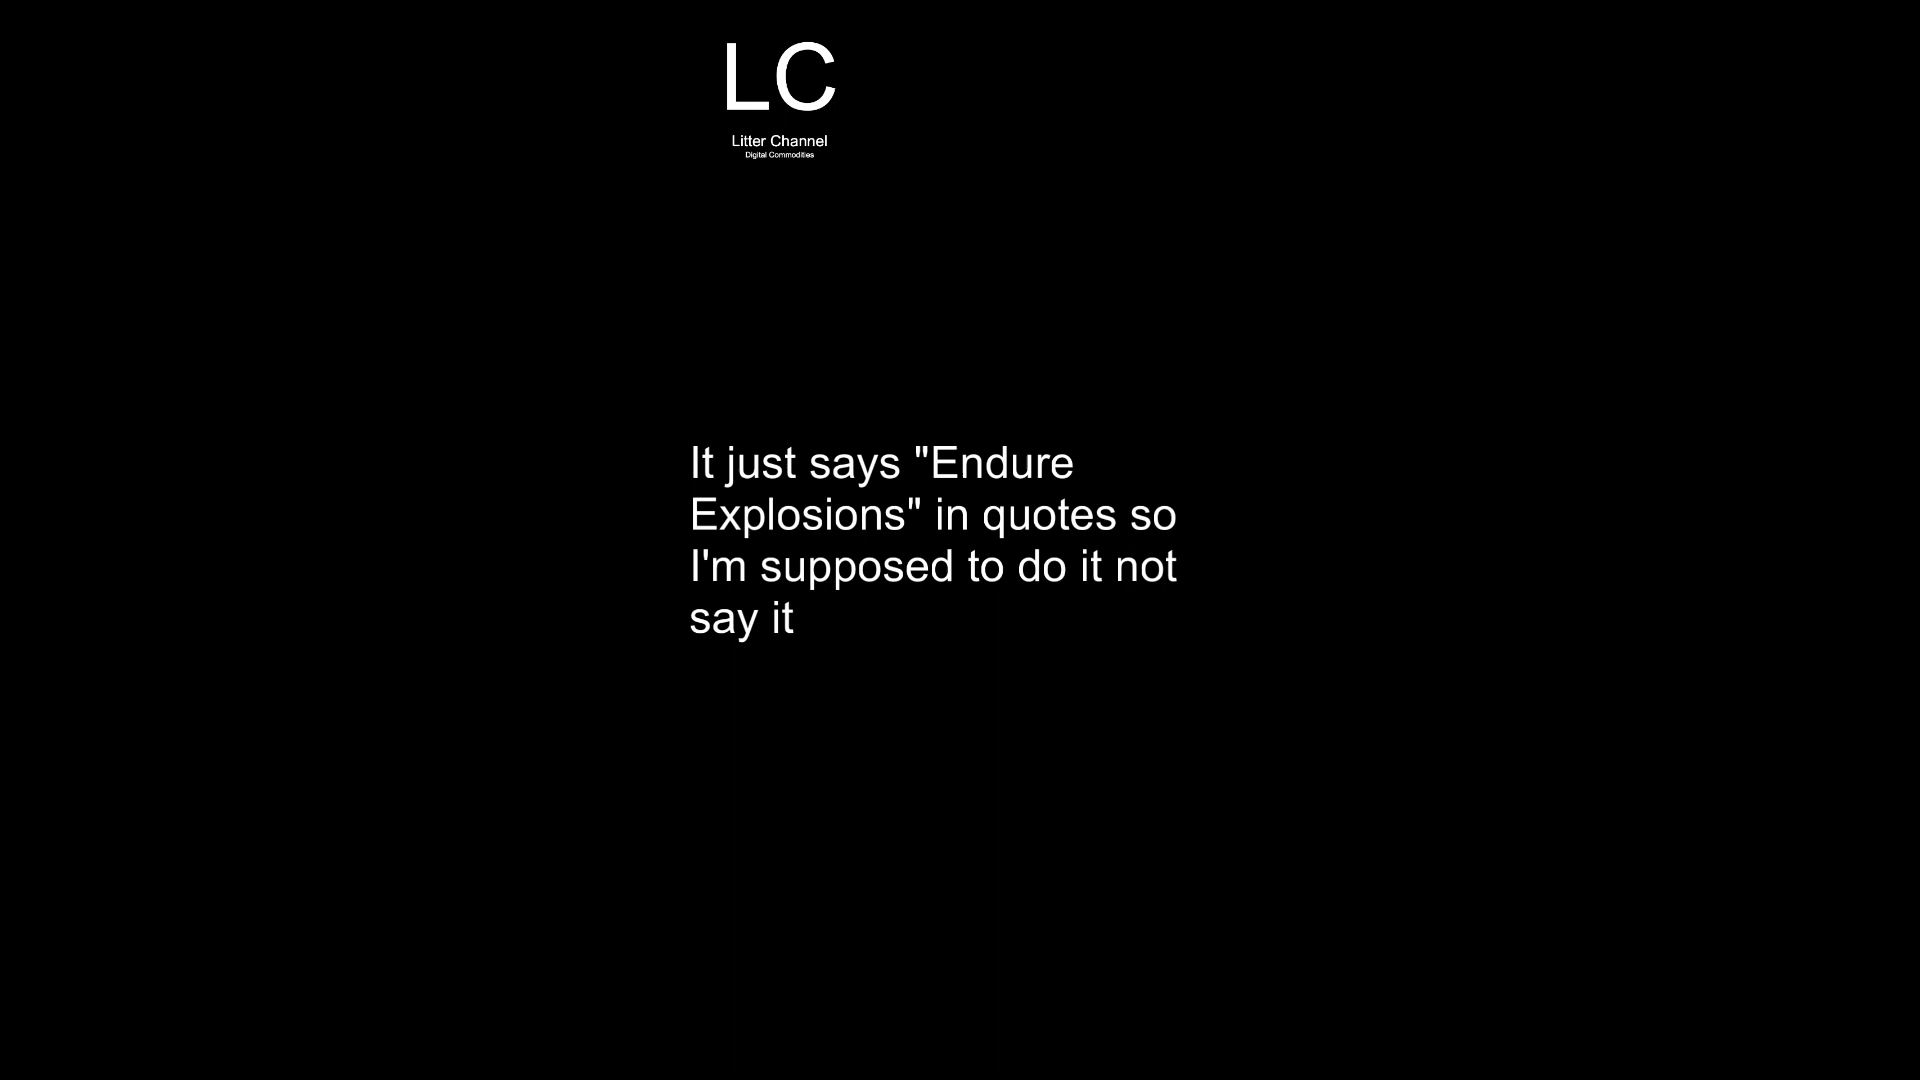 LC
Litter Channel
Digital Commodities
It just says "Endure
Explosions" in quotes so
I'm supposed to do it not
say it